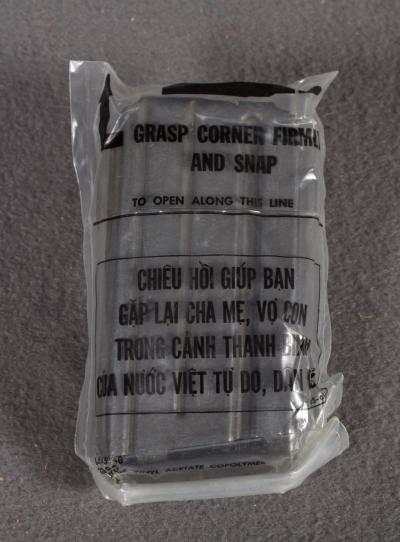 GRASP CORNER FIRMLY
AND SNAP
TO OPEN ALONG THIS LINE
CHIÊU HỒI GIÚP BẠN
GẶP LẠI CHA MẸ, VỢ CON
TRONG CẢNH THANH BÌNH
CỦA NƯỚC VIỆT TỰ DO, DÂN
ACETATE COPOLYMER